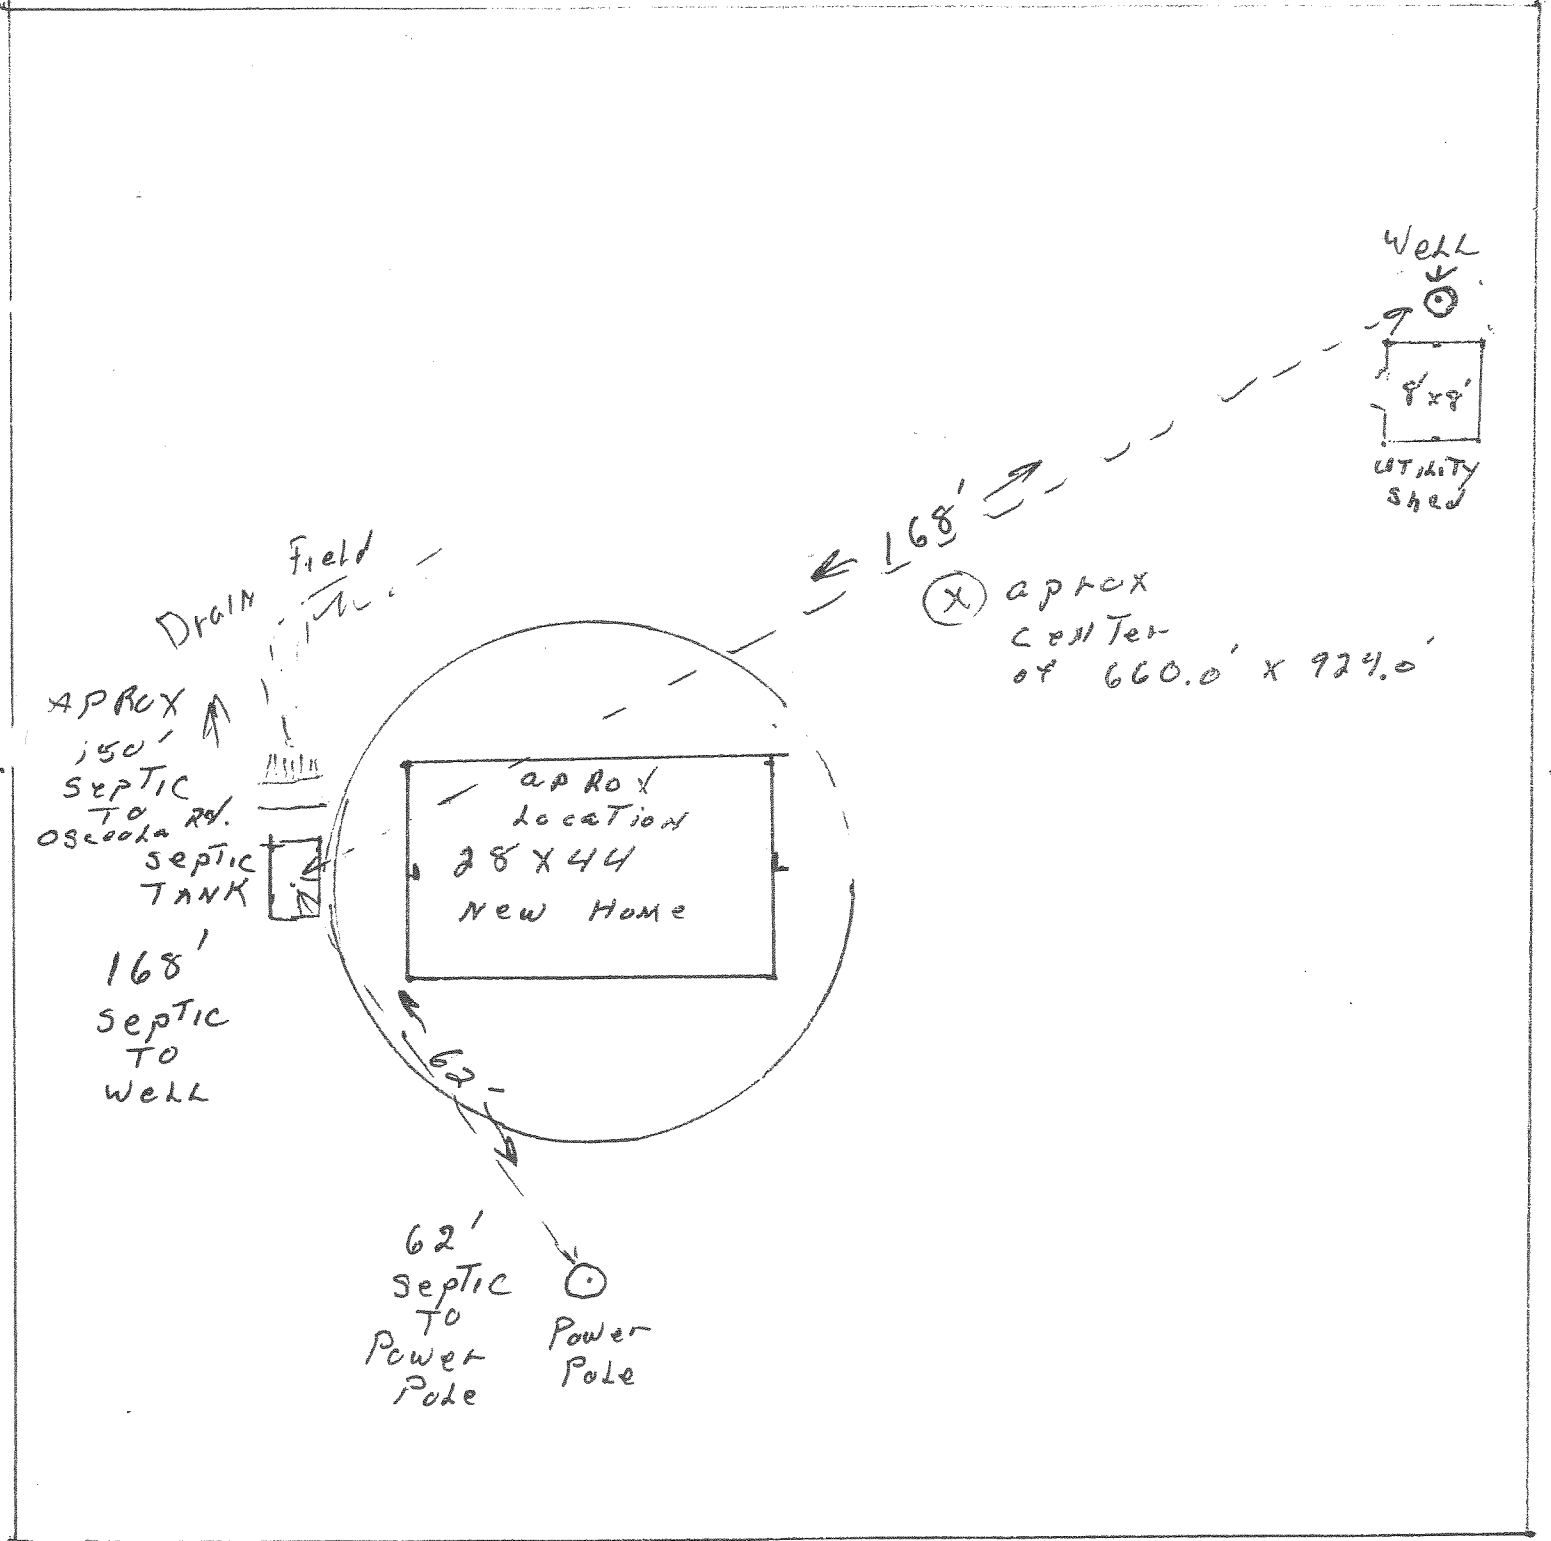 Well
8'x8'
Utility
Shed
168'
X
aprox
center
of 660.0' x 924.0'
Drain Field
APROX
150'
Septic
TO
Osceola Rd.
Septic
TANK
168'
Septic
TO
Well
aprox
Location
28 X 44
New Home
62-
62'
Septic
TO
Power
Pole
Power
Pole